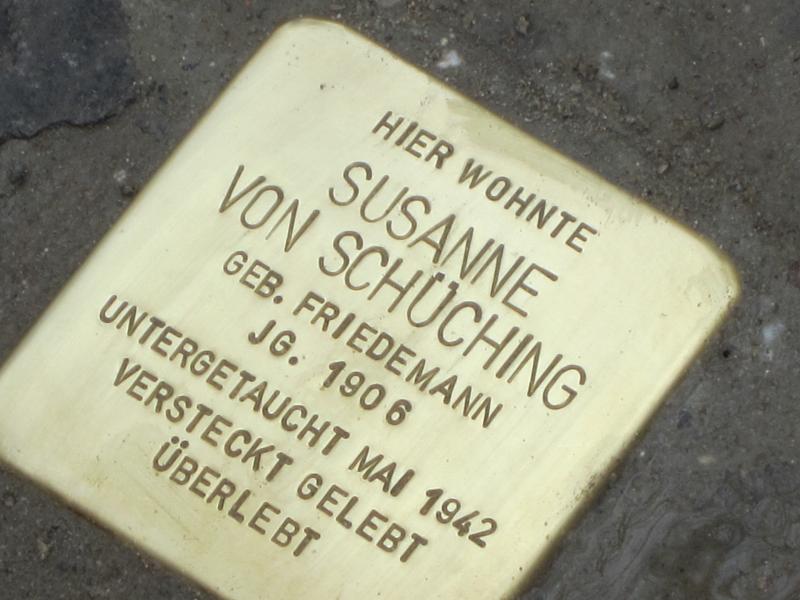 HIER WOHNTE
SUSANNE
VON SCHÜCHING
GEB. FRIEDEMANN
JG. 1906
UNTERGETAUCHT MAI 1942
VERSTECKT GELEBT
ÜBERLEBT